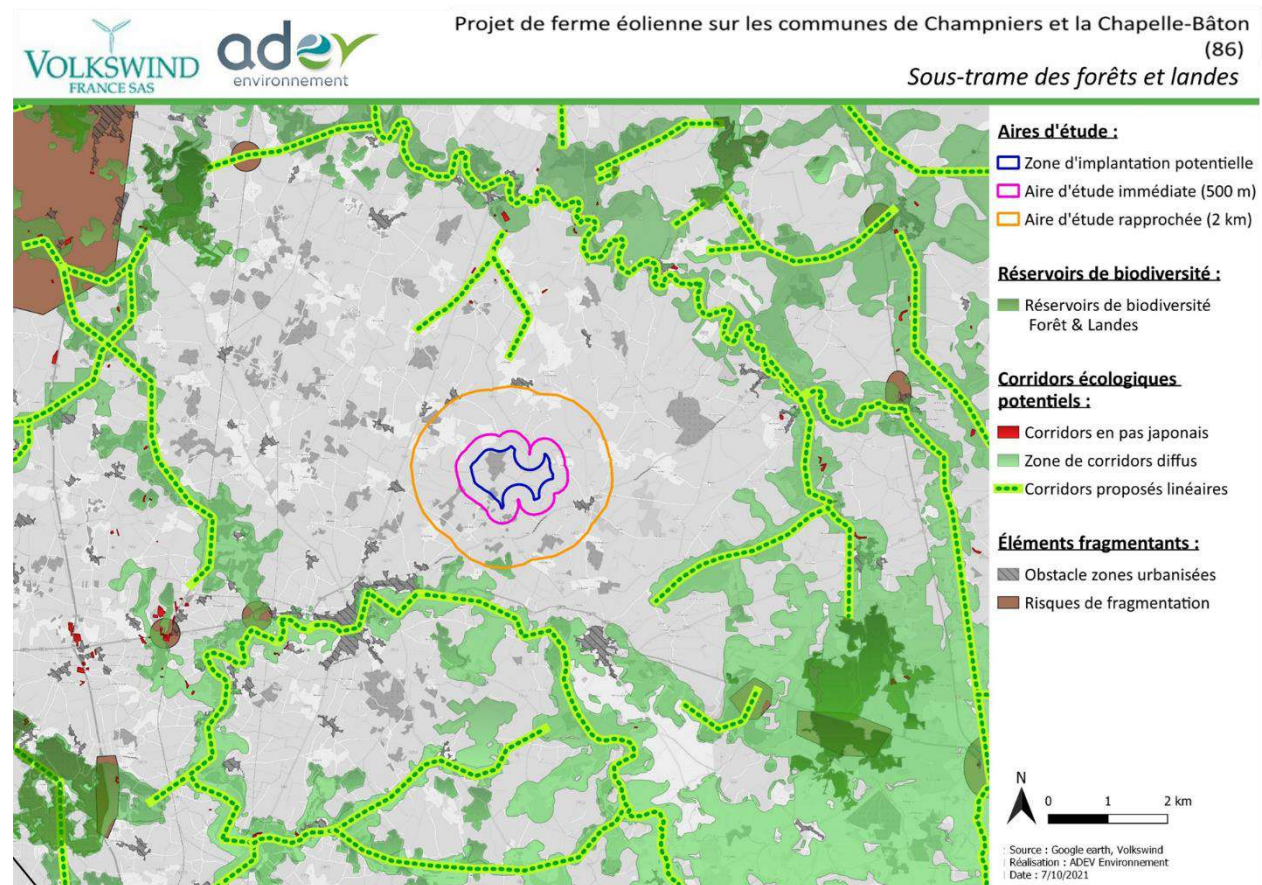 VOLKSWIND
FRANCE SAS
adev
environnement
Projet de ferme éolienne sur les communes de Champniers et la Chapelle-Bâton
(86)
Sous-trame des forêts et landes
Aires d'étude :
Zone d'implantation potentielle
Aire d'étude immédiate (500 m)
Aire d'étude rapprochée (2 km)
Réservoirs de biodiversité :
Réservoirs de biodiversité
Forêt & Landes
Corridors écologiques
potentiels :
Corridors en pas japonais
Zone de corridors diffus
Corridors proposés linéaires
Éléments fragmentants :
Obstacle zones urbanisées
Risques de fragmentation
N
0 1 2 km
Source : Google earth, Volkswind
Réalisation : ADEV Environnement
Date : 7/10/2021